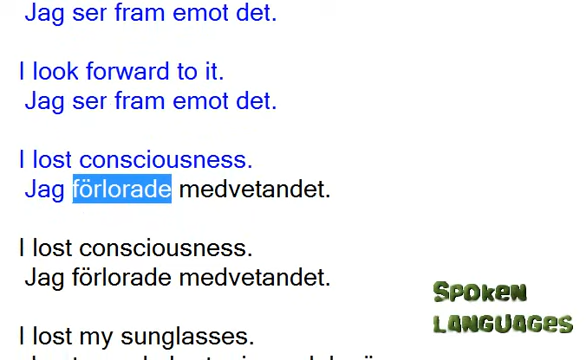 Jag ser fram emot det.
I look forward to it.
Jag ser fram emot det.
I lost consciousness.
Jag förlorade medvetandet.
I lost consciousness.
Jag förlorade medvetandet.
I lost my sunglasses.
Spoken
Languages